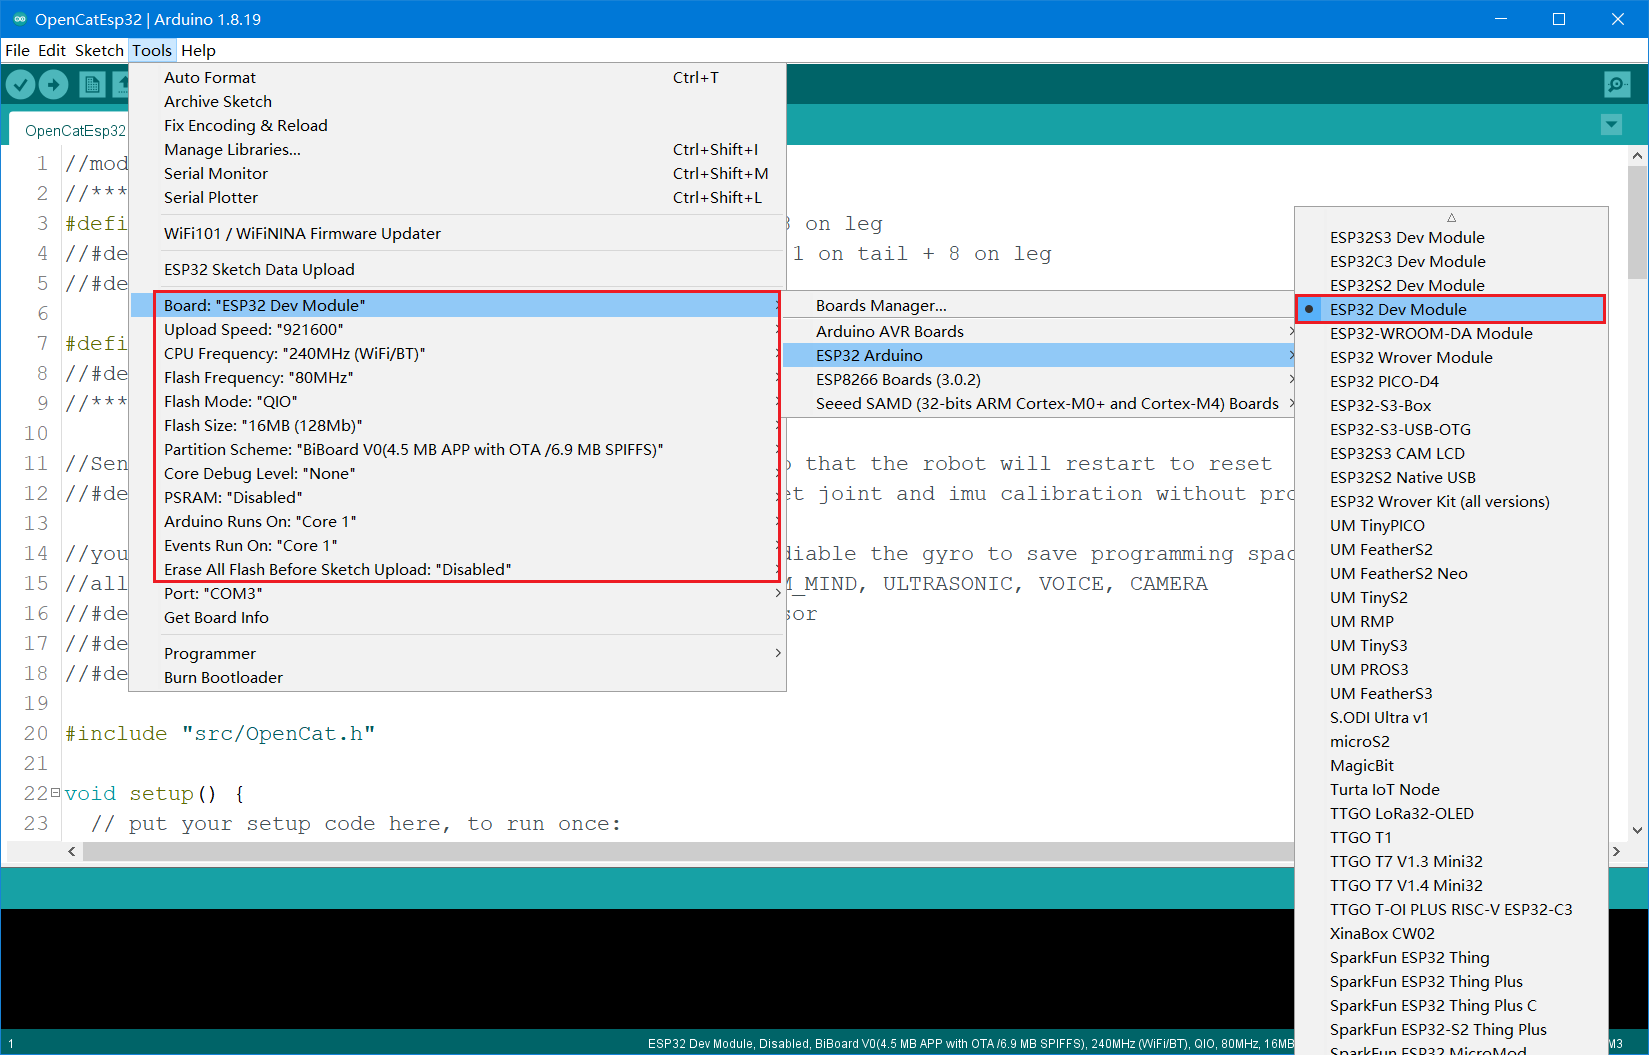 OpenCatEsp32 | Arduino 1.8.19
File Edit Sketch Tools Help
OpenCatEsp32
Auto Format Ctrl+T
Archive Sketch
Fix Encoding & Reload
Manage Libraries... Ctrl+Shift+I
Serial Monitor Ctrl+Shift+M
Serial Plotter Ctrl+Shift+L
WiFi101 / WiFiNINA Firmware Updater
ESP32 Sketch Data Upload
Board: "ESP32 Dev Module"
Upload Speed: "921600"
CPU Frequency: "240MHz (WiFi/BT)"
Flash Frequency: "80MHz"
Flash Mode: "QIO"
Flash Size: "16MB (128Mb)"
Partition Scheme: "BiBoard V0(4.5 MB APP with OTA /6.9 MB SPIFFS)"
Core Debug Level: "None"
PSRAM: "Disabled"
Arduino Runs On: "Core 1"
Events Run On: "Core 1"
Erase All Flash Before Sketch Upload: "Disabled"
Port: "COM3"
Get Board Info
Programmer
Burn Bootloader
Boards Manager...
Arduino AVR Boards
ESP32 Arduino
ESP8266 Boards (3.0.2)
Seeed SAMD (32-bits ARM Cortex-M0+ and Cortex-M4) Boards
ESP32S3 Dev Module
ESP32C3 Dev Module
ESP32S2 Dev Module
ESP32 Dev Module
ESP32-WROOM-DA Module
ESP32 Wrover Module
ESP32 PICO-D4
ESP32-S3-Box
ESP32-S3-USB-OTG
ESP32S3 CAM LCD
ESP32S2 Native USB
ESP32 Wrover Kit (all versions)
UM TinyPICO
UM FeatherS2
UM FeatherS2 Neo
UM TinyS2
UM RMP
UM TinyS3
UM PROS3
UM FeatherS3
S.ODI Ultra v1
microS2
MagicBit
Turta IoT Node
TTGO LoRa32-OLED
TTGO T1
TTGO T7 V1.3 Mini32
TTGO T7 V1.4 Mini32
TTGO T-OI PLUS RISC-V ESP32-C3
XinaBox CW02
SparkFun ESP32 Thing
SparkFun ESP32 Thing Plus
SparkFun ESP32 Thing Plus C
SparkFun ESP32-S2 Thing Plus
SparkFun ESP32 MicroMod
1 //mod
2 //***
3 #defi on leg
4 //#de 1 on tail + 8 on leg
5 //#de
6
7 #defi
8 //#de
9 //***
10
11 //Sen that the robot will restart to reset
12 //#de joint and imu calibration without pro
13
14 //you the gyro to save programming spac
15 //all _MIND, ULTRASONIC, VOICE, CAMERA
16 //#de sor
17 //#de
18 //#de
19
20 #include "src/OpenCat.h"
21
22 void setup() {
23 // put your setup code here, to run once:
1 ESP32 Dev Module, Disabled, BiBoard V0(4.5 MB APP with OTA /6.9 MB SPIFFS), 240MHz (WiFi/BT), QIO, 80MHz, 16MB M3